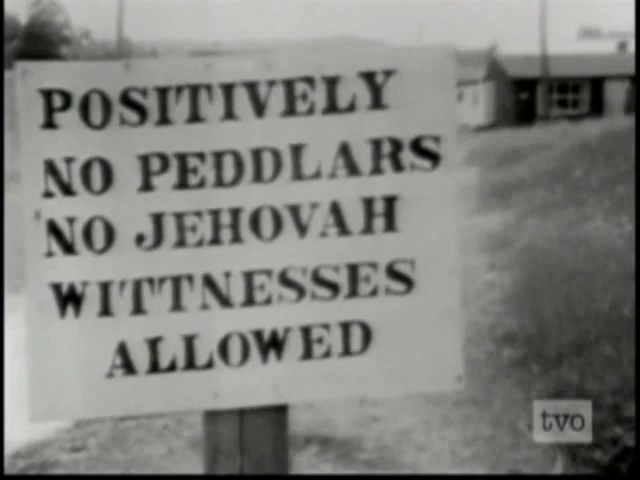 POSITIVELY
NO PEDDLARS
NO JEHOVAH
WITTNESSES
ALLOWED
tvo